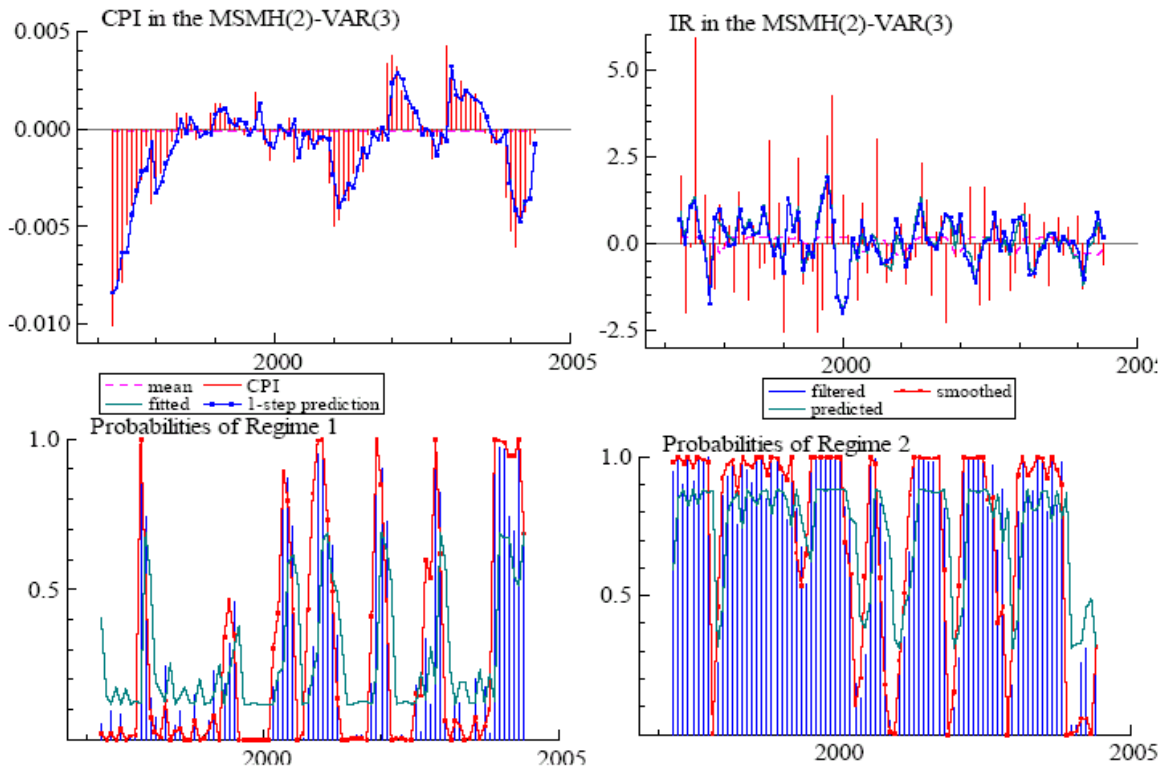 CPI in the MSMH(2)-VAR(3)
0.005
0.000
-0.005
-0.010
2000
2005
mean
CPI
fitted
1-step prediction
IR in the MSMH(2)-VAR(3)
5.0
2.5
0.0
-2.5
2000
filtered
smoothed
predicted
Probabilities of Regime 1
1.0
0.5
2000
2005
Probabilities of Regime 2
1.0
0.5
2000
2005